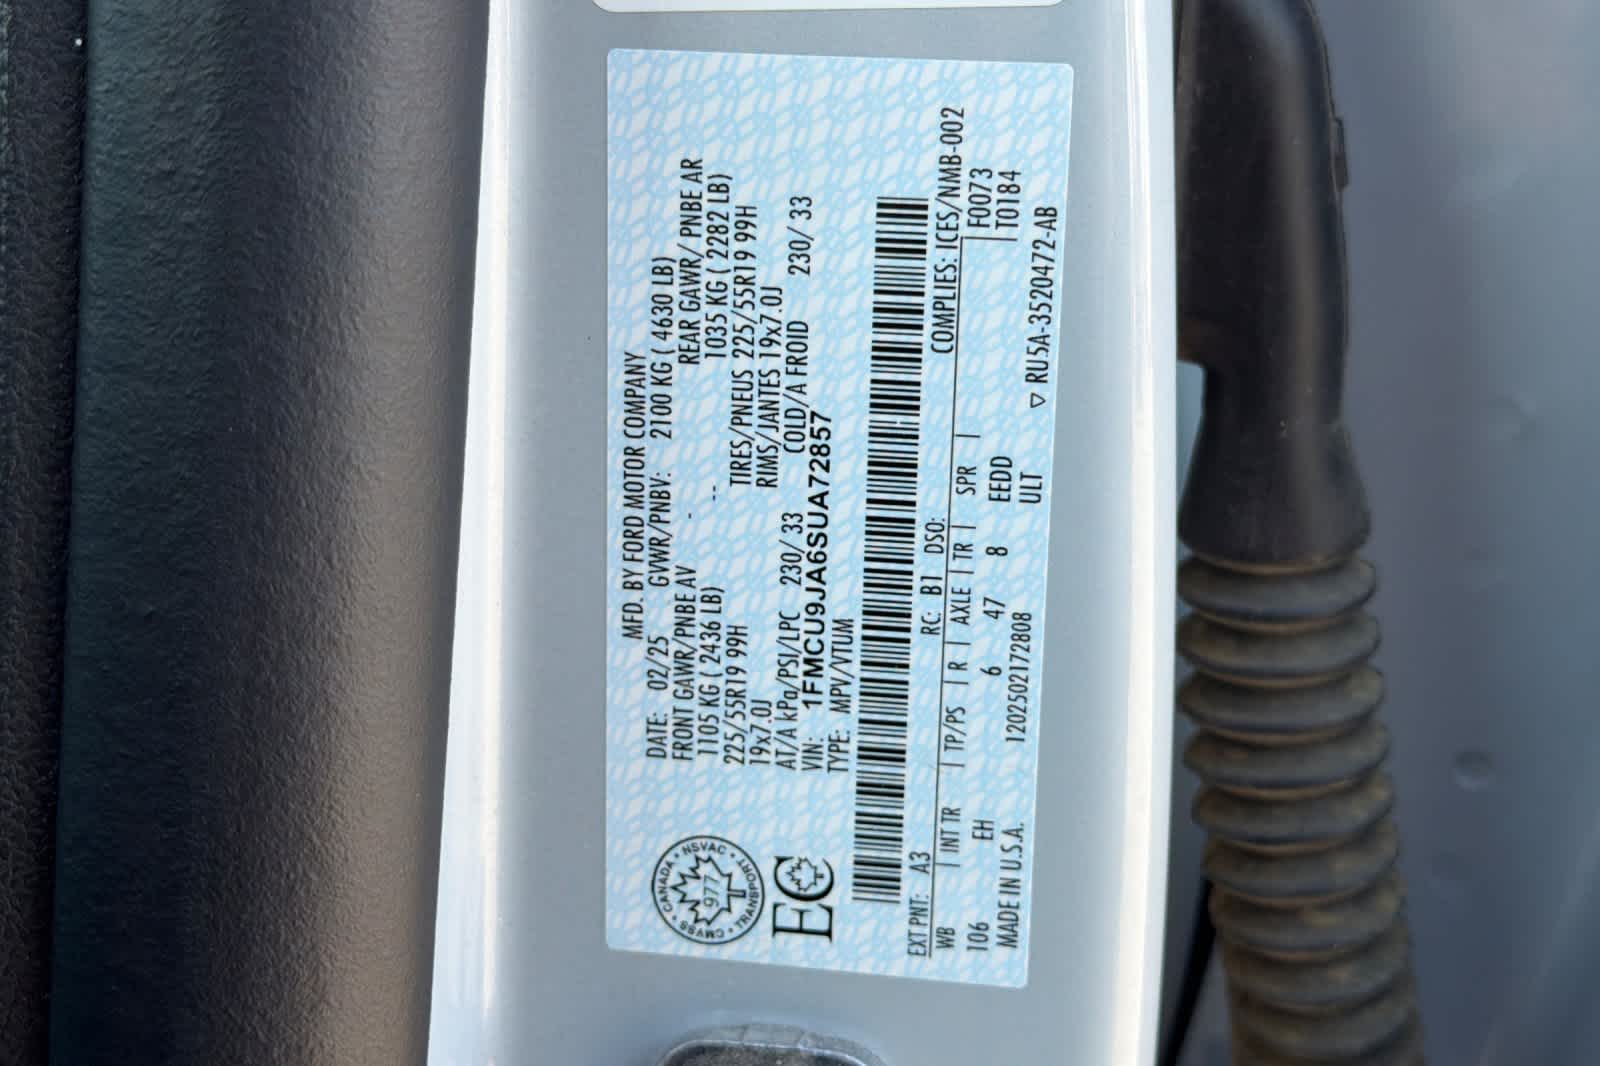 MFD. BY FORD MOTOR COMPANY
DATE: 02/25 GVWR/PNBV: 2100 KG ( 4630 LB)
FRONT GAWR/PNBE AV - -- REAR GAWR/ PNBE AR
1105 KG ( 2436 LB) 1035 KG ( 2282 LB)
225/55R19 99H TIRES/PNEUS 225/55R19 99H
19x7.0J RIMS/JANTES 19x7.0J
AT/A kPa/PSI/LPC 230/ 33 COLD/A FROID 230/ 33
VIN: 1FMCU9JA6SUA72857
TYPE: MPV/VTUM
CANADA • NSVAC • TRANSPORT • CMVSS •
977
EC
EXT PNT: A3 RC: B1 DSO: COMPLIES: ICES/NMB-002
WB | INT TR | TP/PS | R | AXLE | TR | SPR | F0073
106 EH 6 47 8 EEDD T0184
MADE IN U.S.A. 12025021728​08 ULT
▽ RU5A-3520472-AB